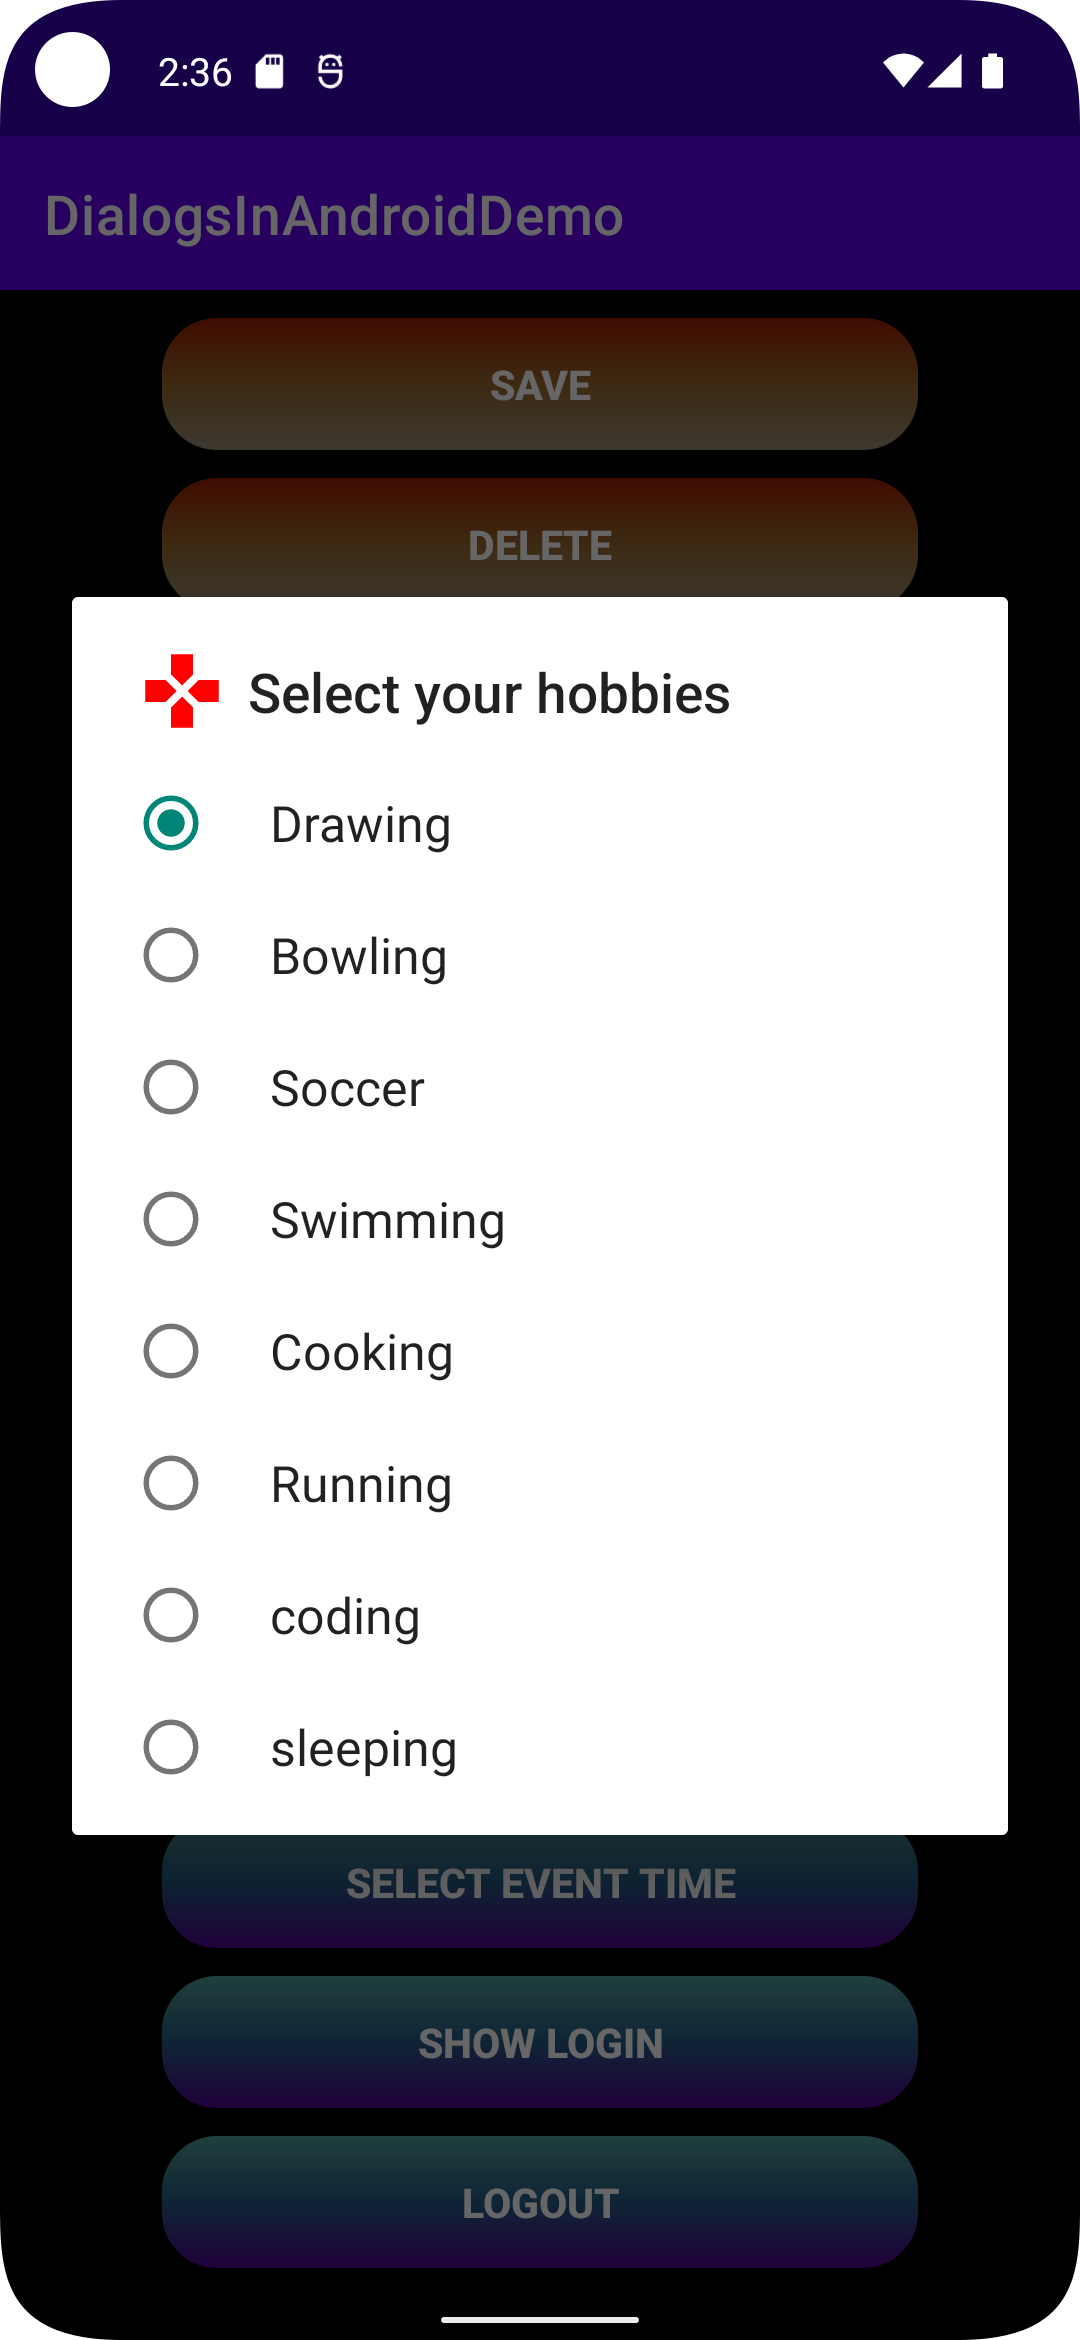 2:36
DialogsInAndroidDemo
SAVE
DELETE
Select your hobbies
Drawing
Bowling
Soccer
Swimming
Cooking
Running
coding
sleeping
SELECT EVENT TIME
SHOW LOGIN
LOGOUT